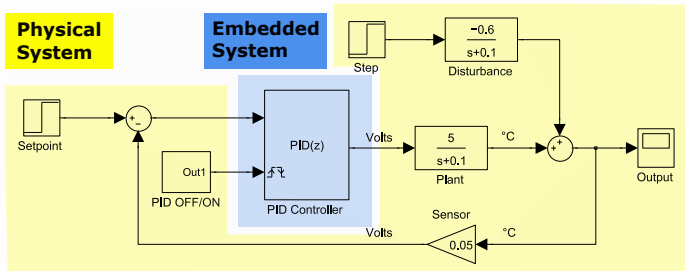 Physical
System
Embedded
System
Step
−0.6
s+0.1
Disturbance
Setpoint
+
−
PID(z)
Out1
PID OFF/ON
PID Controller
Volts
5
s+0.1
Plant
°C
+
+
Output
Sensor
0.05
Volts
°C